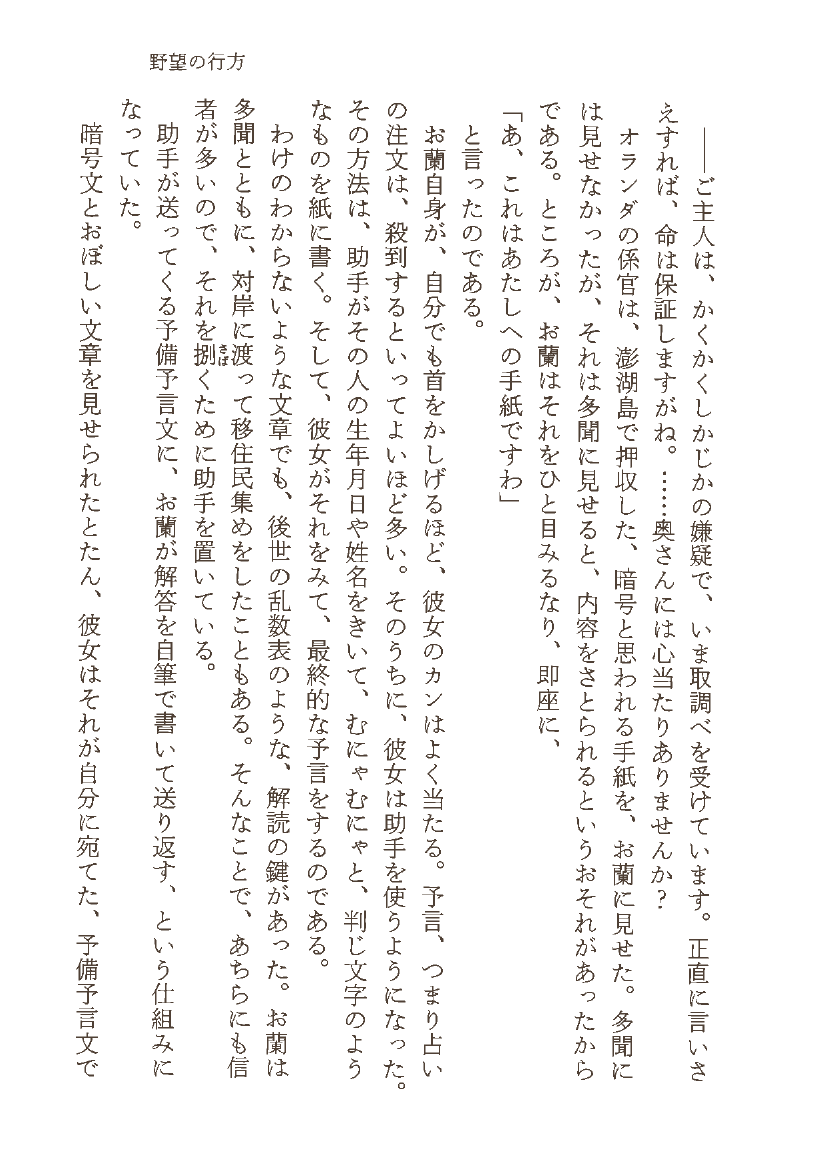 野望の行方
――ご主人は、かくかくしかじかの嫌疑で、いま取調べを受けています。正直に言いさ
えすれば、命は保証しますがね。……奥さんには心当たりありませんか？
オランダの係官は、澎湖島で押収した、暗号と思われる手紙を、お蘭に見せた。多聞に
は見せなかったが、それは多聞に見せると、内容をさとられるというおそれがあったから
である。ところが、お蘭はそれをひと目みるなり、即座に、
「あ、これはあたしへの手紙ですわ」
と言ったのである。
お蘭自身が、自分でも首をかしげるほど、彼女のカンはよく当たる。予言、つまり占い
の注文は、殺到するといってよいほど多い。そのうちに、彼女は助手を使うようになった。
その方法は、助手がその人の生年月日や姓名をきいて、むにゃむにゃと、判じ文字のよう
なものを紙に書く。そして、彼女がそれをみて、最終的な予言をするのである。
わけのわからないような文章でも、後世の乱数表のような、解読の鍵があった。お蘭は
多聞とともに、対岸に渡って移住民集めをしたこともある。そんなことで、あちらにも信
者が多いので、それを捌くために助手を置いている。
さば
助手が送ってくる予備予言文に、お蘭が解答を自筆で書いて送り返す、という仕組みに
なっていた。
暗号文とおぼしい文章を見せられたとたん、彼女はそれが自分に宛てた、予備予言文で